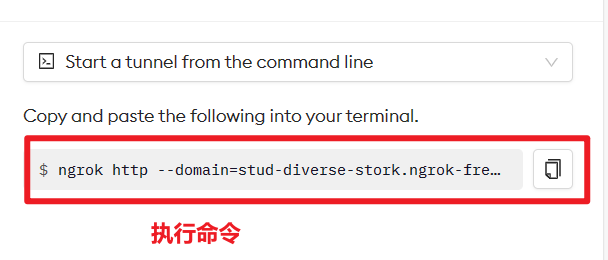 Start a tunnel from the command line
Copy and paste the following into your terminal.
$ ngrok http --domain=stud-diverse-stork.ngrok-fre…
执行命令